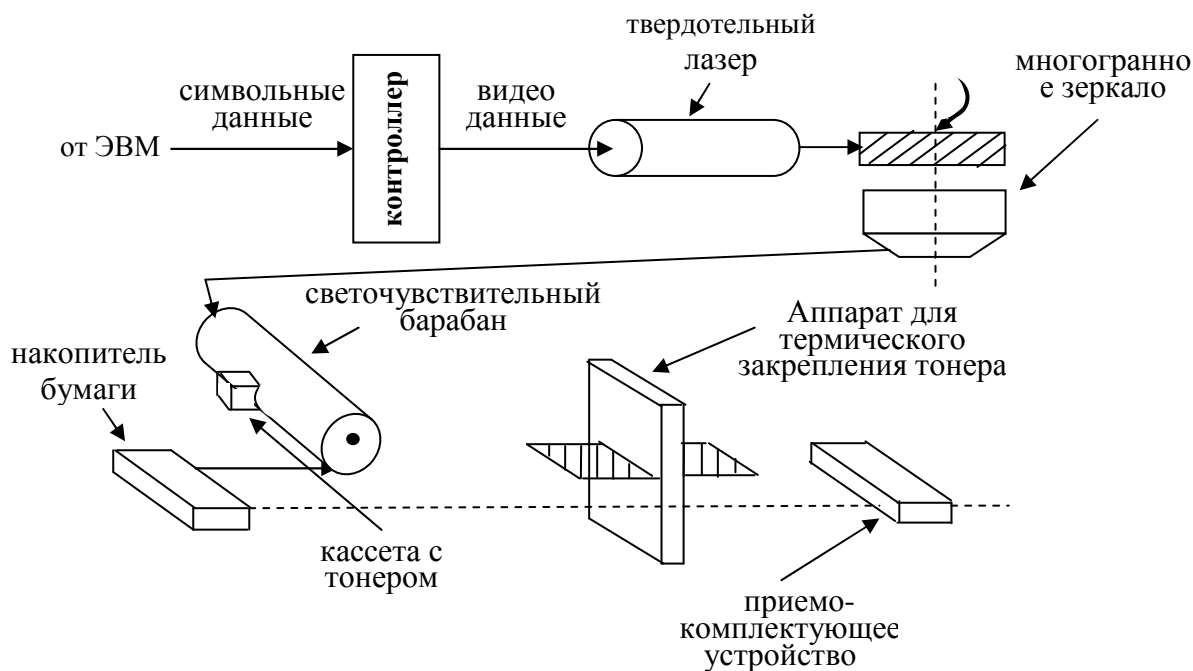 твердотельный
лазер
многогранно
е зеркало
символьные
данные
контроллер
видео
данные
от ЭВМ
светочувствительный
барабан
Аппарат для
термического
закрепления тонера
накопитель
бумаги
кассета с
тонером
приемо-
комплектующее
устройство